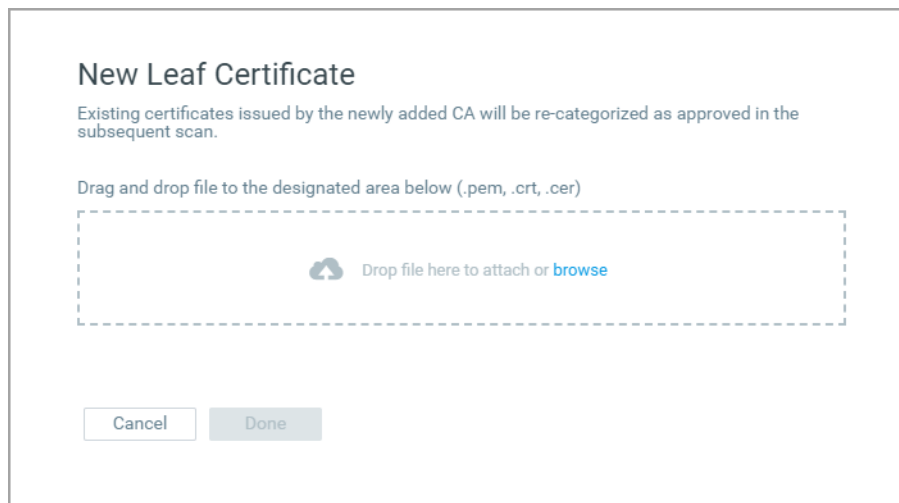 New Leaf Certificate
Existing certificates issued by the newly added CA will be re-categorized as approved in the
subsequent scan.
Drag and drop file to the designated area below (.pem, .crt, .cer)
Drop file here to attach or browse
Cancel Done